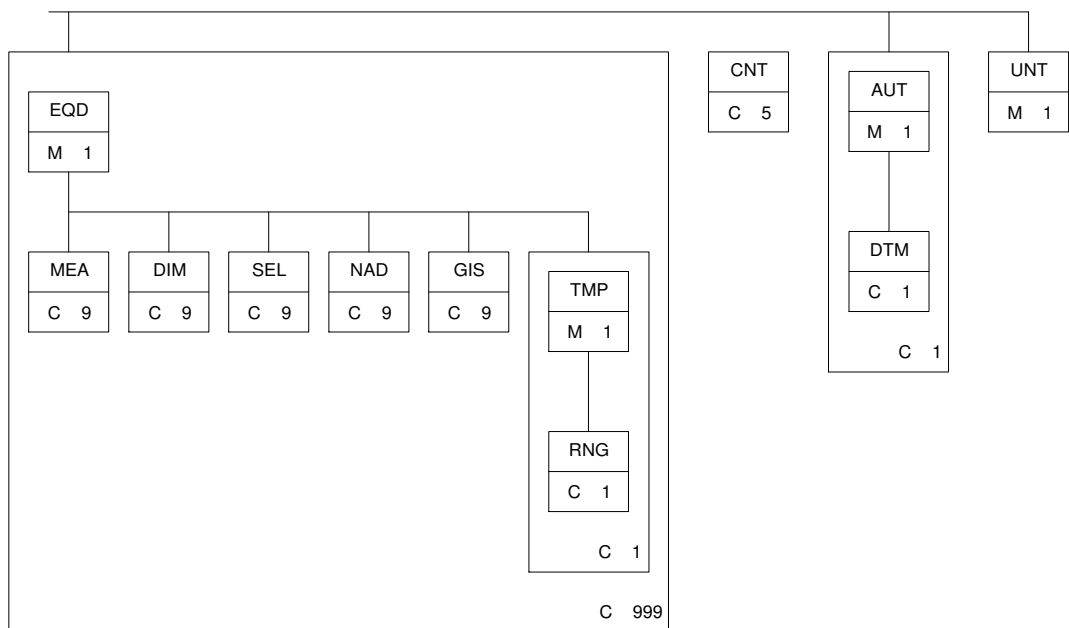 EQD
M 1
MEA
C 9
DIM
C 9
SEL
C 9
NAD
C 9
GIS
C 9
TMP
M 1
RNG
C 1
C 1
C 999
CNT
C 5
AUT
M 1
DTM
C 1
C 1
UNT
M 1